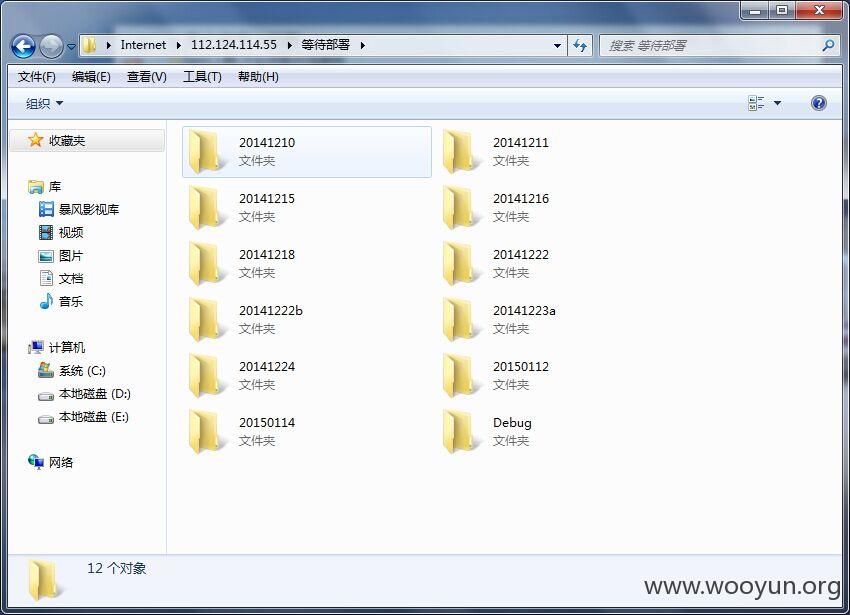 Internet 112.124.114.55 等待部署
搜索 等待部署
文件(F) 编辑(E) 查看(V) 工具(T) 帮助(H)
组织
收藏夹
库
暴风影视库
视频
图片
文档
音乐
计算机
系统 (C:)
本地磁盘 (D:)
本地磁盘 (E:)
网络
20141210
文件夹
20141211
文件夹
20141215
文件夹
20141216
文件夹
20141218
文件夹
20141222
文件夹
20141222b
文件夹
20141223a
文件夹
20141224
文件夹
20150112
文件夹
20150114
文件夹
Debug
文件夹
12 个对象
www.wooyun.org